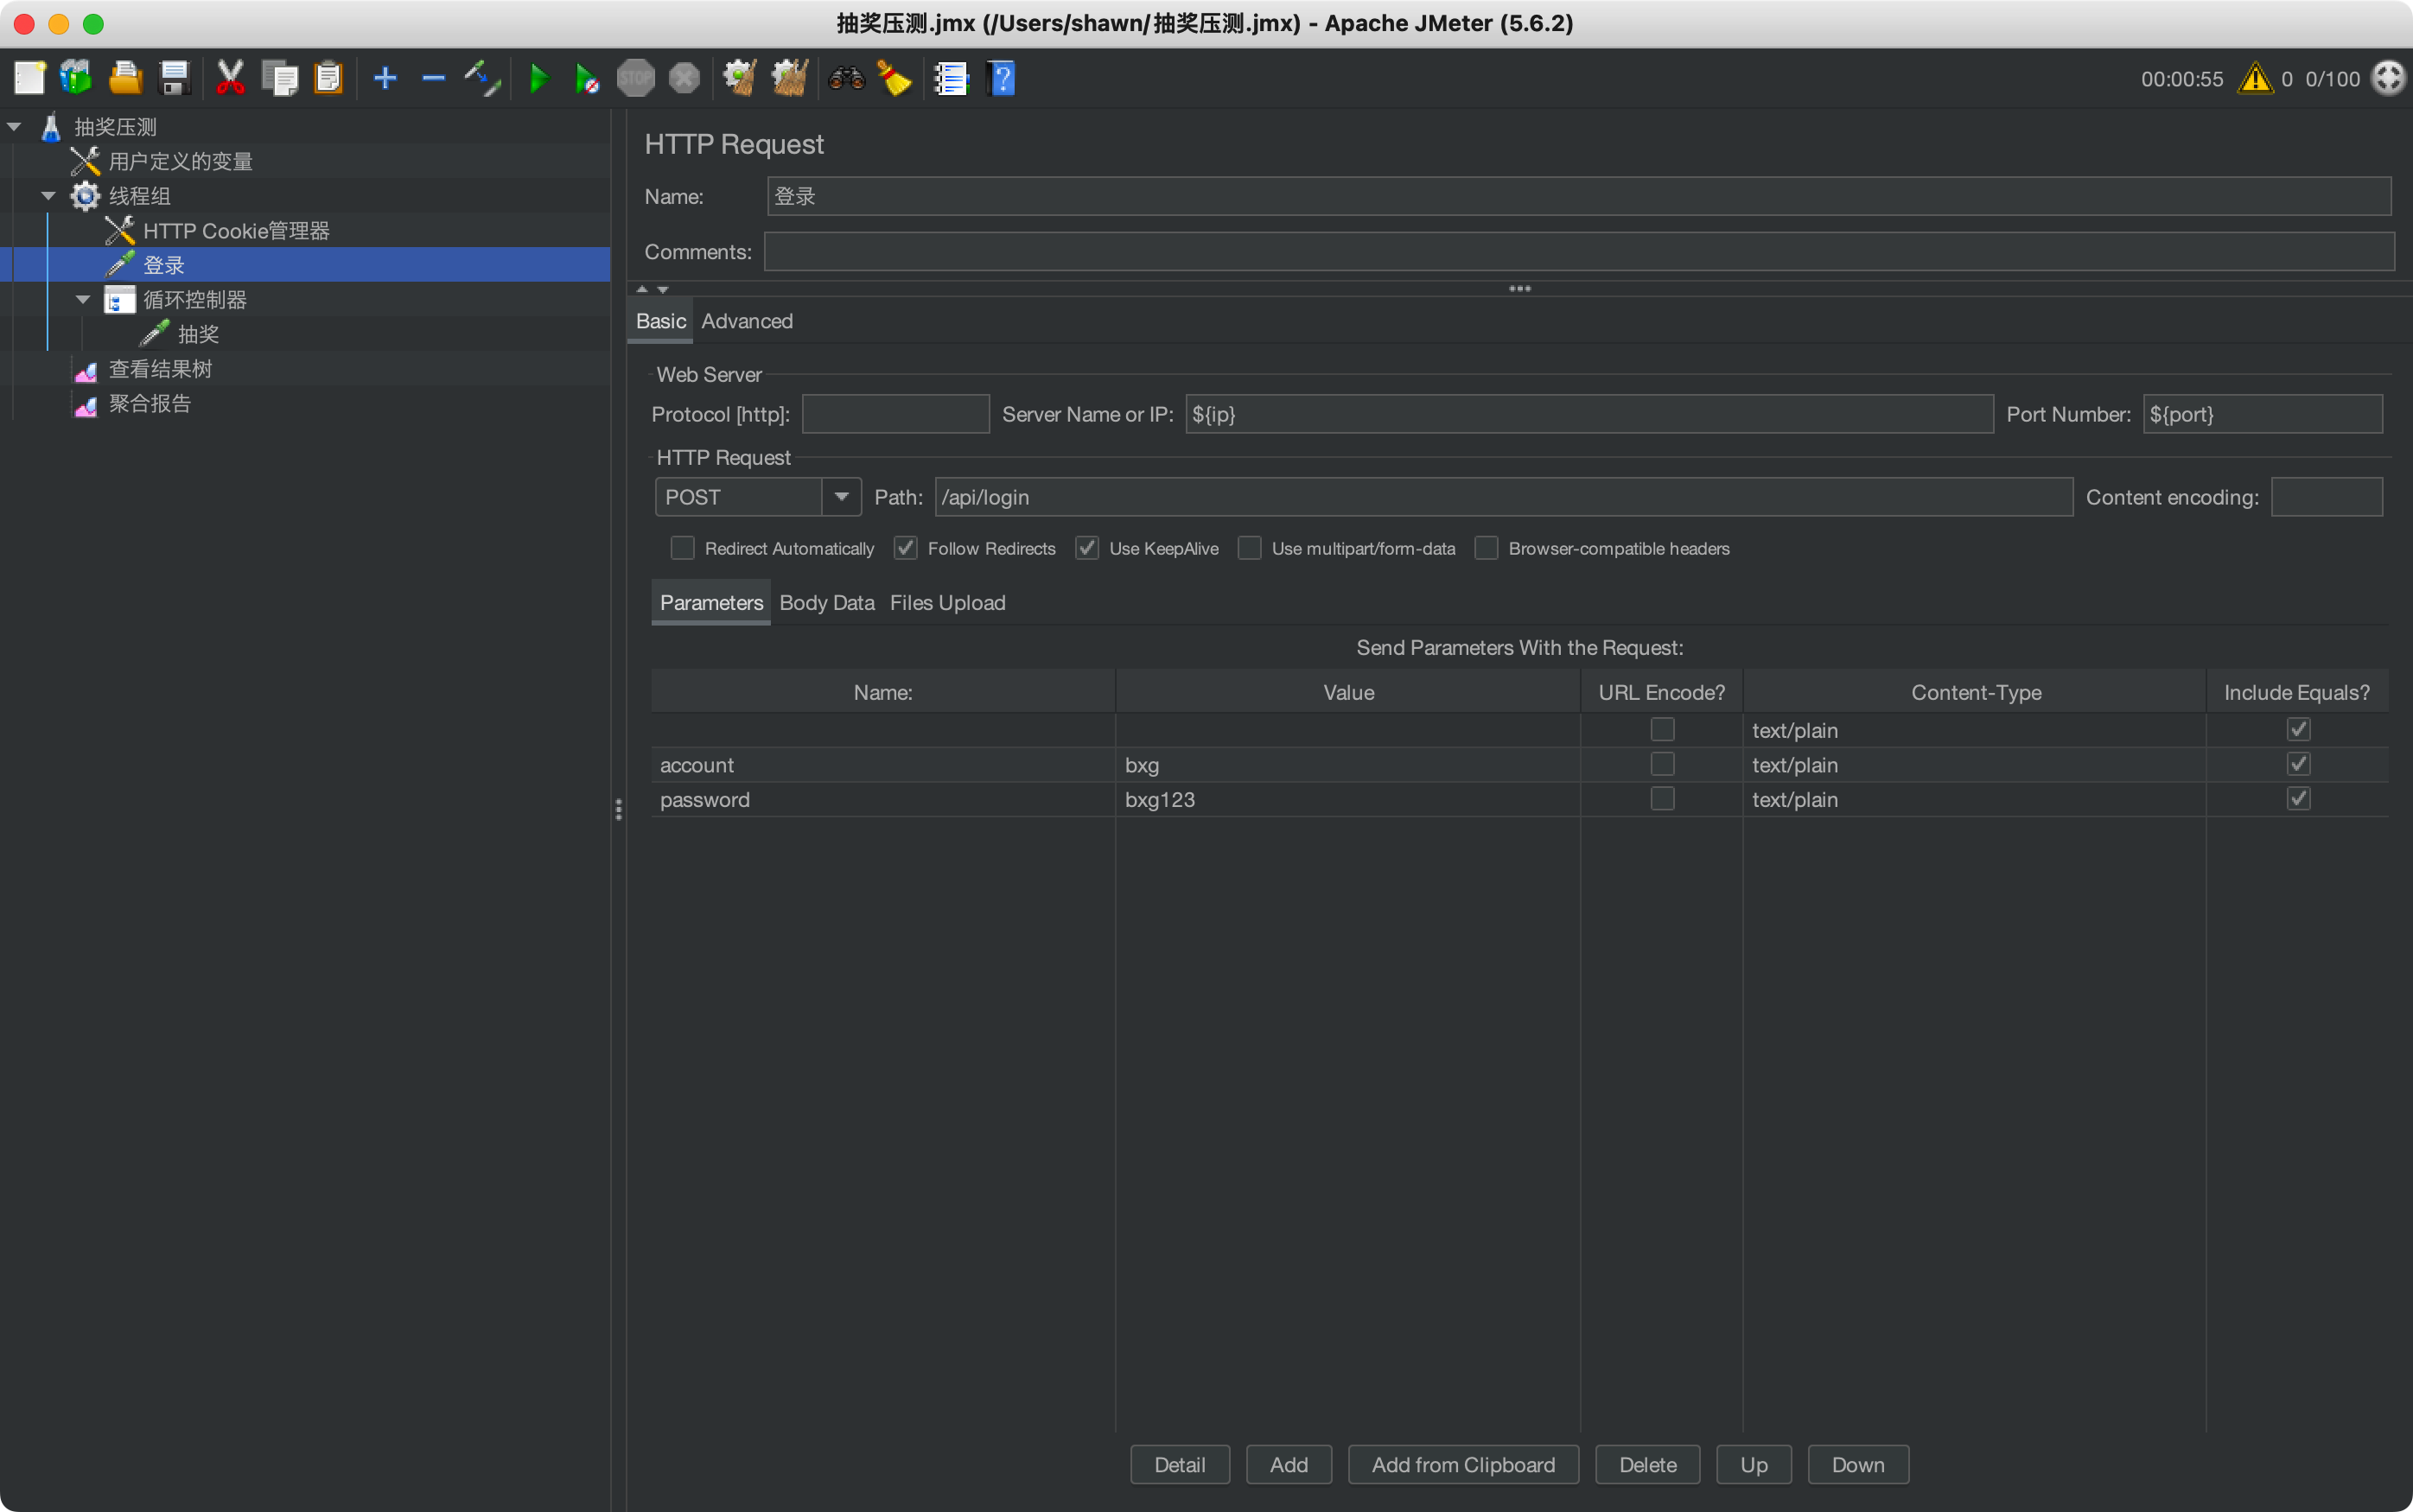 抽奖压测.jmx (/Users/shawn/抽奖压测.jmx) - Apache JMeter (5.6.2)
STOP
00:00:55 0 0/100
抽奖压测
用户定义的变量
线程组
HTTP Cookie管理器
登录
循环控制器
抽奖
查看结果树
聚合报告
HTTP Request
Name: 登录
Comments:
Basic Advanced
Web Server
Protocol [http]: Server Name or IP: ${ip} Port Number: ${port}
HTTP Request
POST Path: /api/login Content encoding:
Redirect Automatically Follow Redirects Use KeepAlive Use multipart/form-data Browser-compatible headers
Parameters Body Data Files Upload
Send Parameters With the Request:
Name: Value URL Encode? Content-Type Include Equals?
text/plain
account bxg text/plain
password bxg123 text/plain
Detail Add Add from Clipboard Delete Up Down